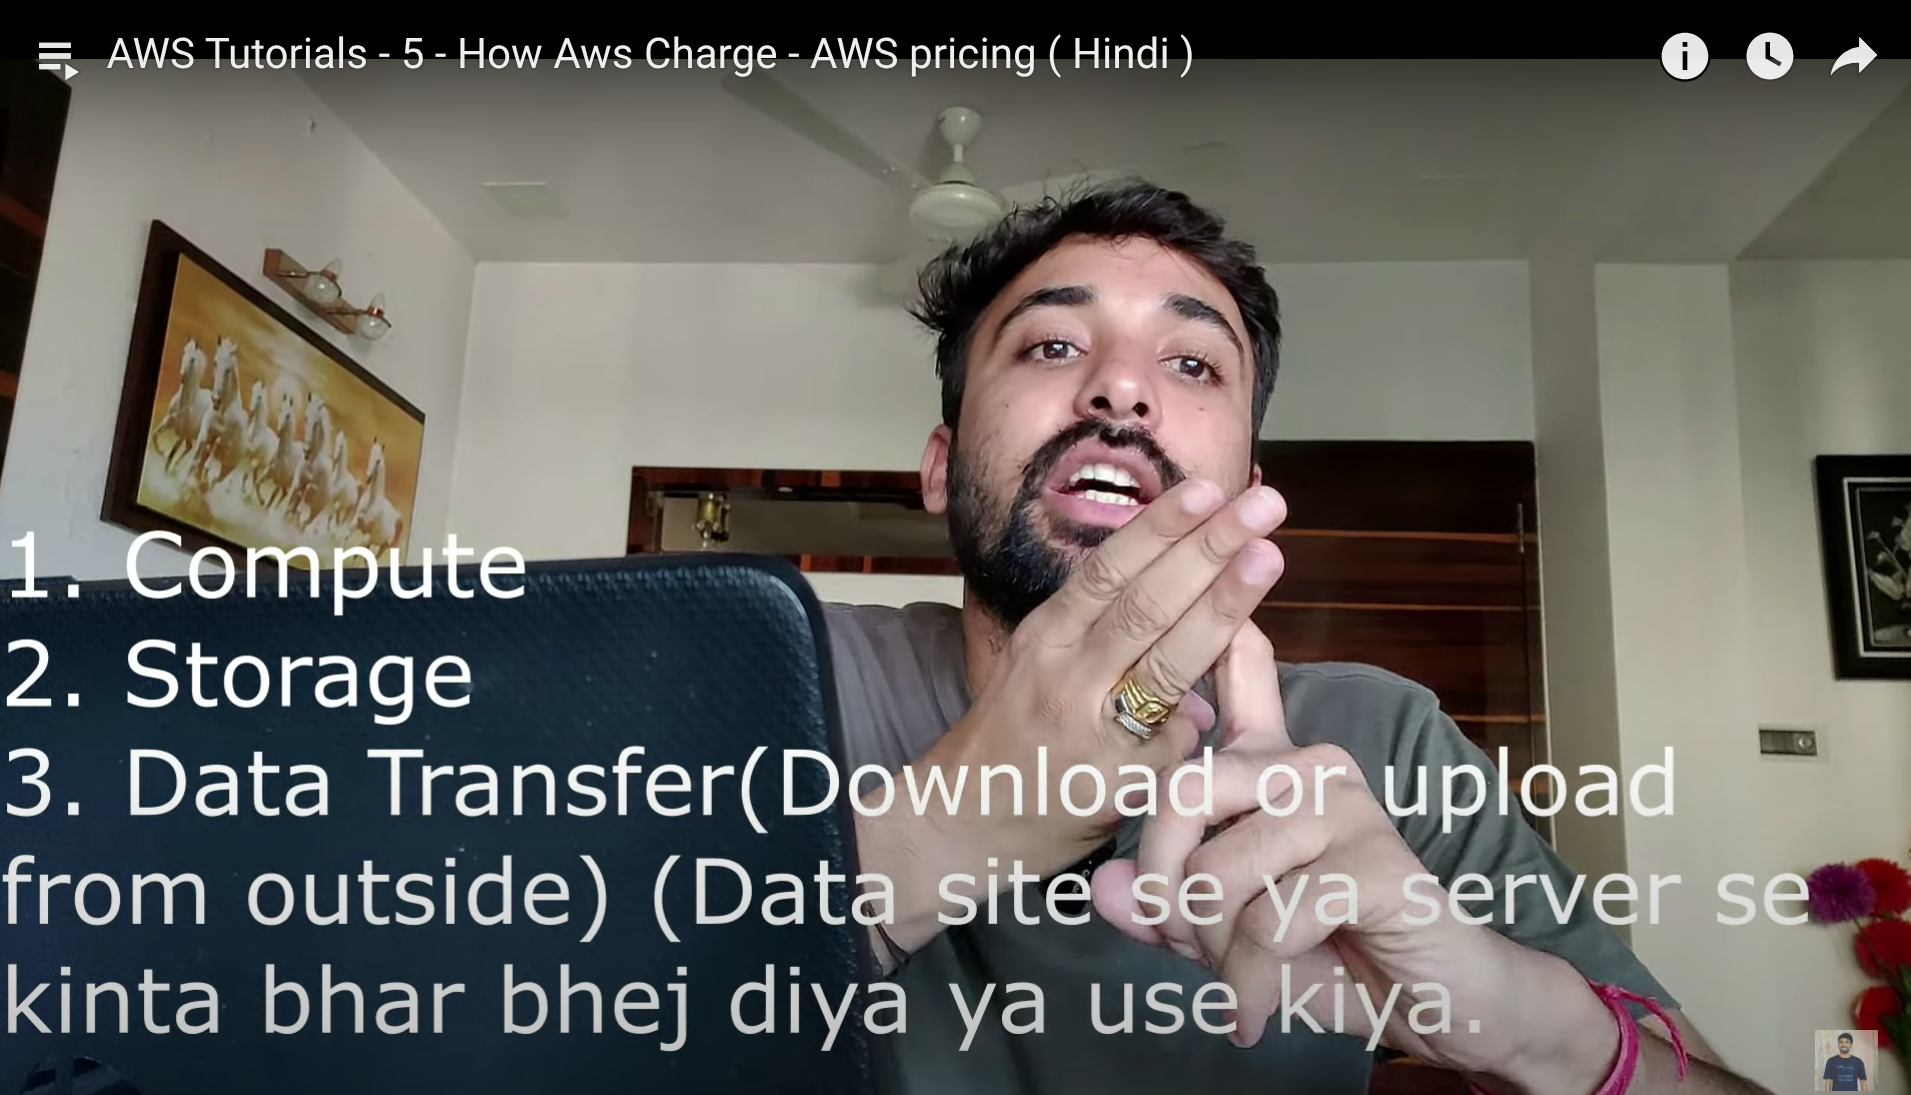 AWS Tutorials - 5 - How Aws Charge - AWS pricing ( Hindi )
1. Compute
2. Storage
3. Data Transfer(Download or upload
from outside) (Data site se ya server se
kinta bhar bhej diya ya use kiya.